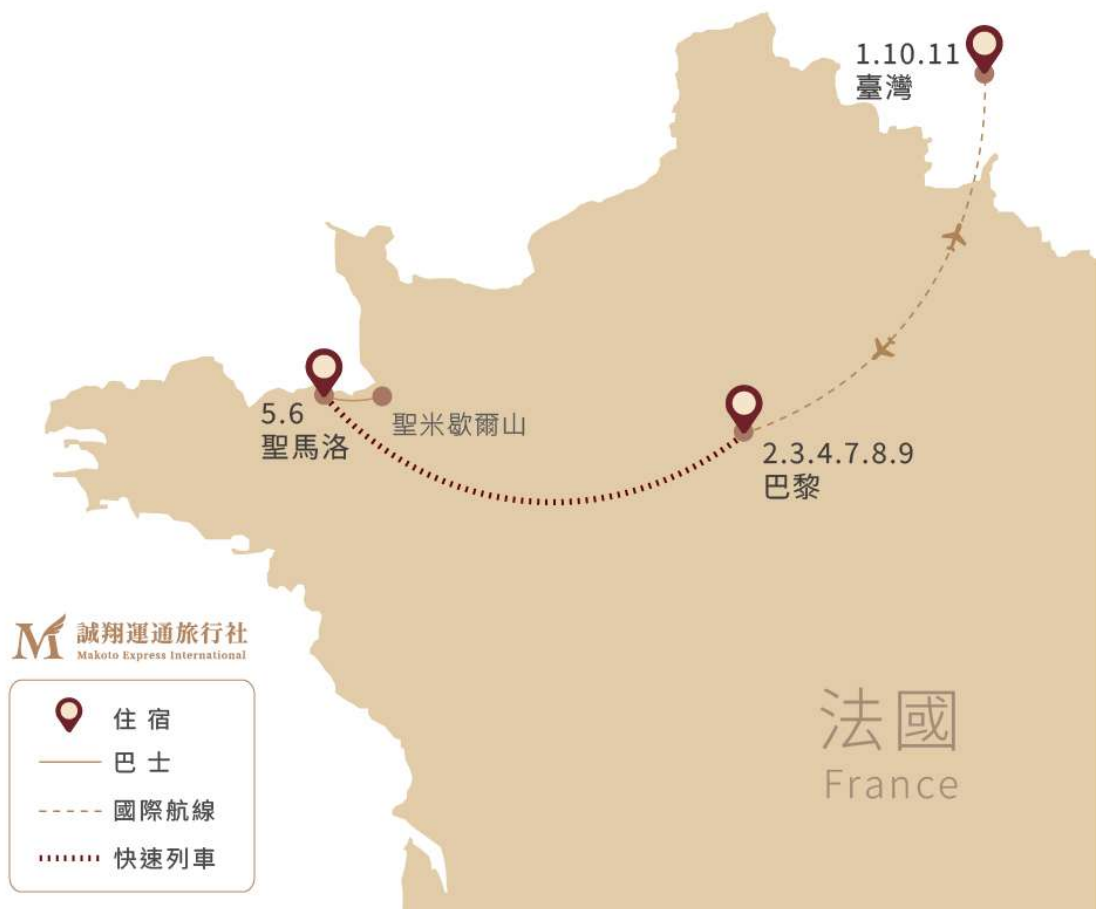 1.10.11
臺灣
5.6
聖馬洛
聖米歇爾山
2.3.4.7.8.9
巴黎
誠翔運通旅行社
Makoto Express International
住宿
巴士
國際航線
快速列車
法國
France